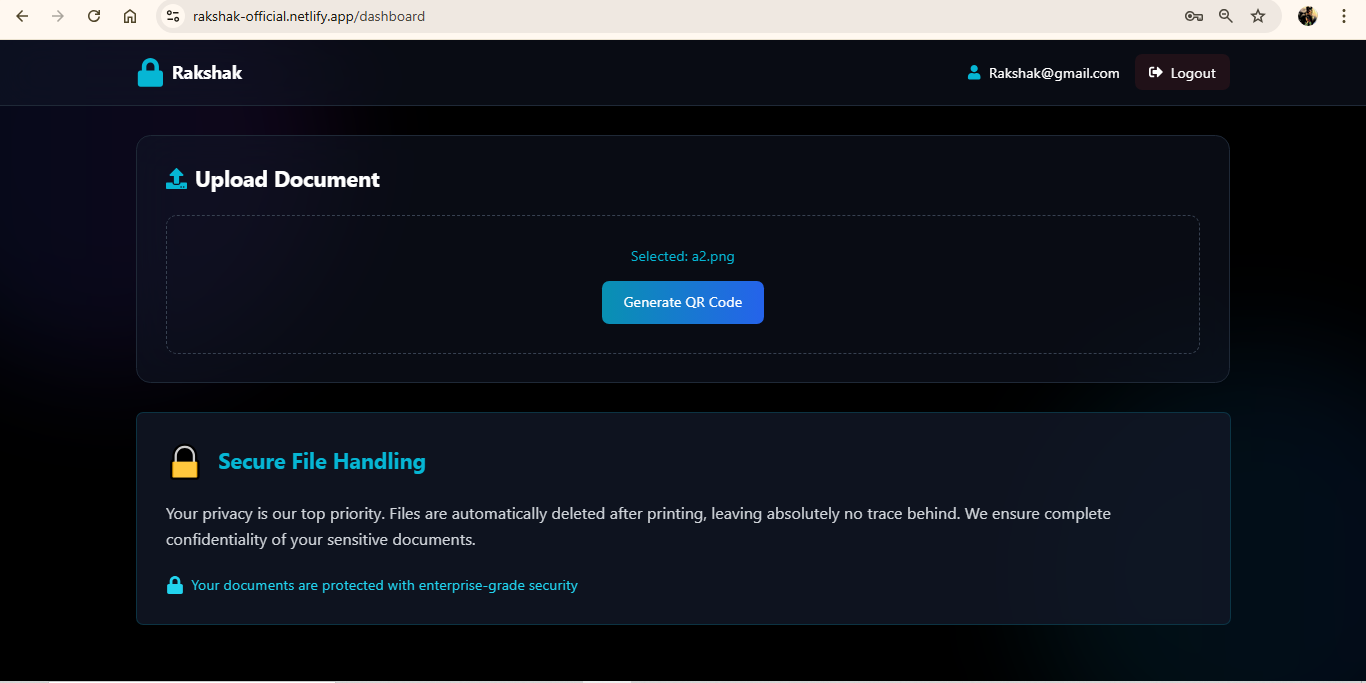 rakshak-official.netlify.app/dashboard
Rakshak
Rakshak@gmail.com
Logout
Upload Document
Selected: a2.png
Generate QR Code
Secure File Handling
Your privacy is our top priority. Files are automatically deleted after printing, leaving absolutely no trace behind. We ensure complete
confidentiality of your sensitive documents.
Your documents are protected with enterprise-grade security